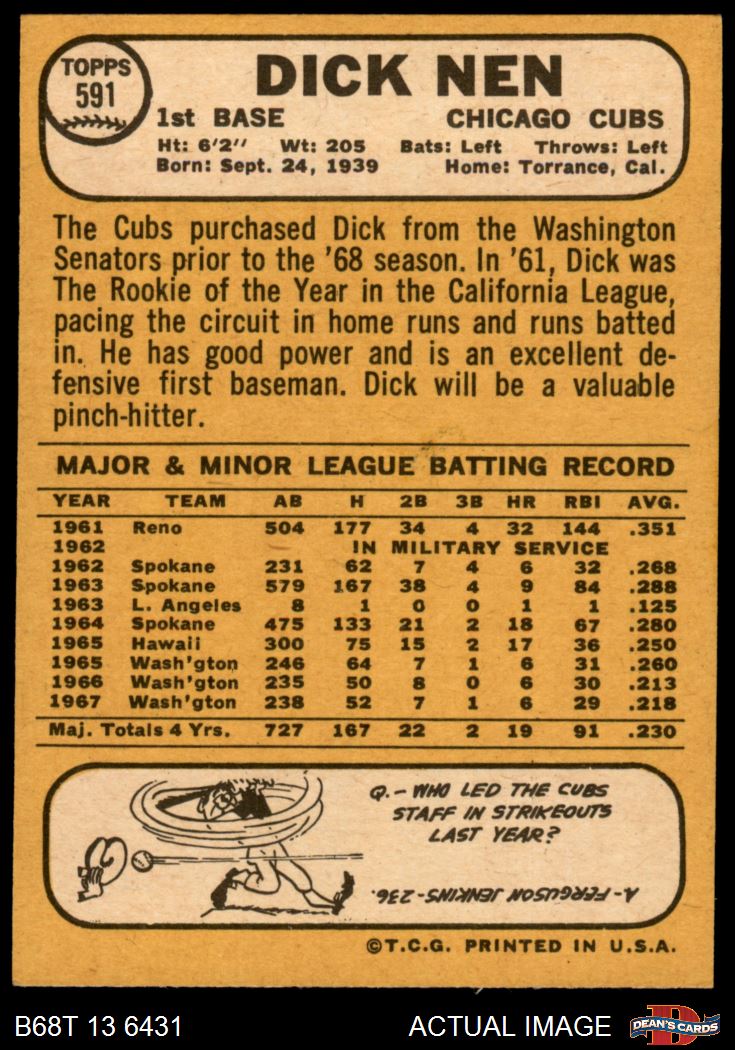 TOPPS
591
DICK NEN
1st BASE CHICAGO CUBS
Ht: 6'2" Wt: 205 Bats: Left Throws: Left
Born: Sept. 24, 1939 Home: Torrance, Cal.
The Cubs purchased Dick from the Washington
Senators prior to the '68 season. In '61, Dick was
The Rookie of the Year in the California League,
pacing the circuit in home runs and runs batted
in. He has good power and is an excellent de-
fensive first baseman. Dick will be a valuable
pinch-hitter.
MAJOR & MINOR LEAGUE BATTING RECORD
YEAR TEAM AB H 2B 3B HR RBI AVG.
1961 Reno 504 177 34 4 32 144 .351
1962 IN MILITARY SERVICE
1962 Spokane 231 62 7 4 6 32 .268
1963 Spokane 579 167 38 4 9 84 .288
1963 L. Angeles 8 1 0 0 1 1 .125
1964 Spokane 475 133 21 2 18 67 .280
1965 Hawaii 300 75 15 2 17 36 .250
1965 Wash'gton 246 64 7 1 6 31 .260
1966 Wash'gton 235 50 8 0 6 30 .213
1967 Wash'gton 238 52 7 1 6 29 .218
Maj. Totals 4 Yrs. 727 167 22 2 19 91 .230
Q.- WHO LED THE CUBS
STAFF IN STRIKEOUTS
LAST YEAR?
A-FERGUSON JENKINS-236.
©T.C.G. PRINTED IN U.S.A.
B68T 13 6431 ACTUAL IMAGE D DEAN'S CARDS